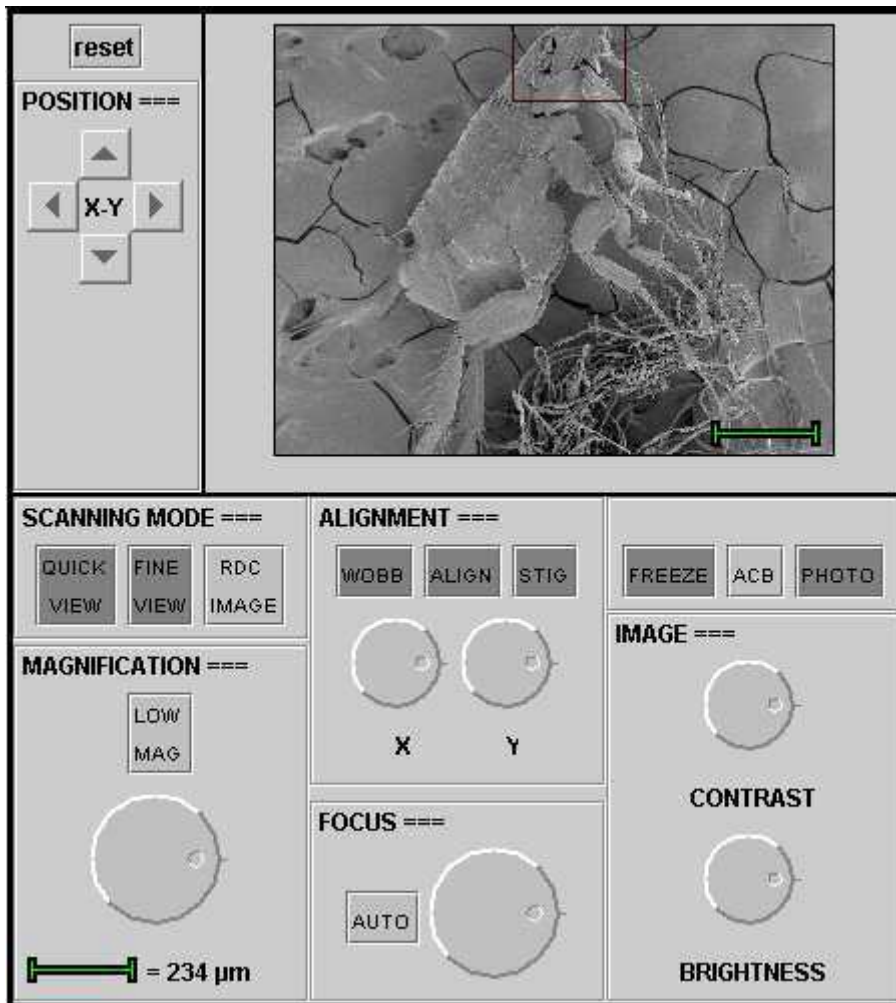 reset
POSITION ===
X-Y
SCANNING MODE ===
QUICK
VIEW
FINE
VIEW
RDC
IMAGE
MAGNIFICATION ===
LOW
MAG
= 234 µm
ALIGNMENT ===
WOBB
ALIGN
STIG
X
Y
FOCUS ===
AUTO
FREEZE
ACB
PHOTO
IMAGE ===
CONTRAST
BRIGHTNESS